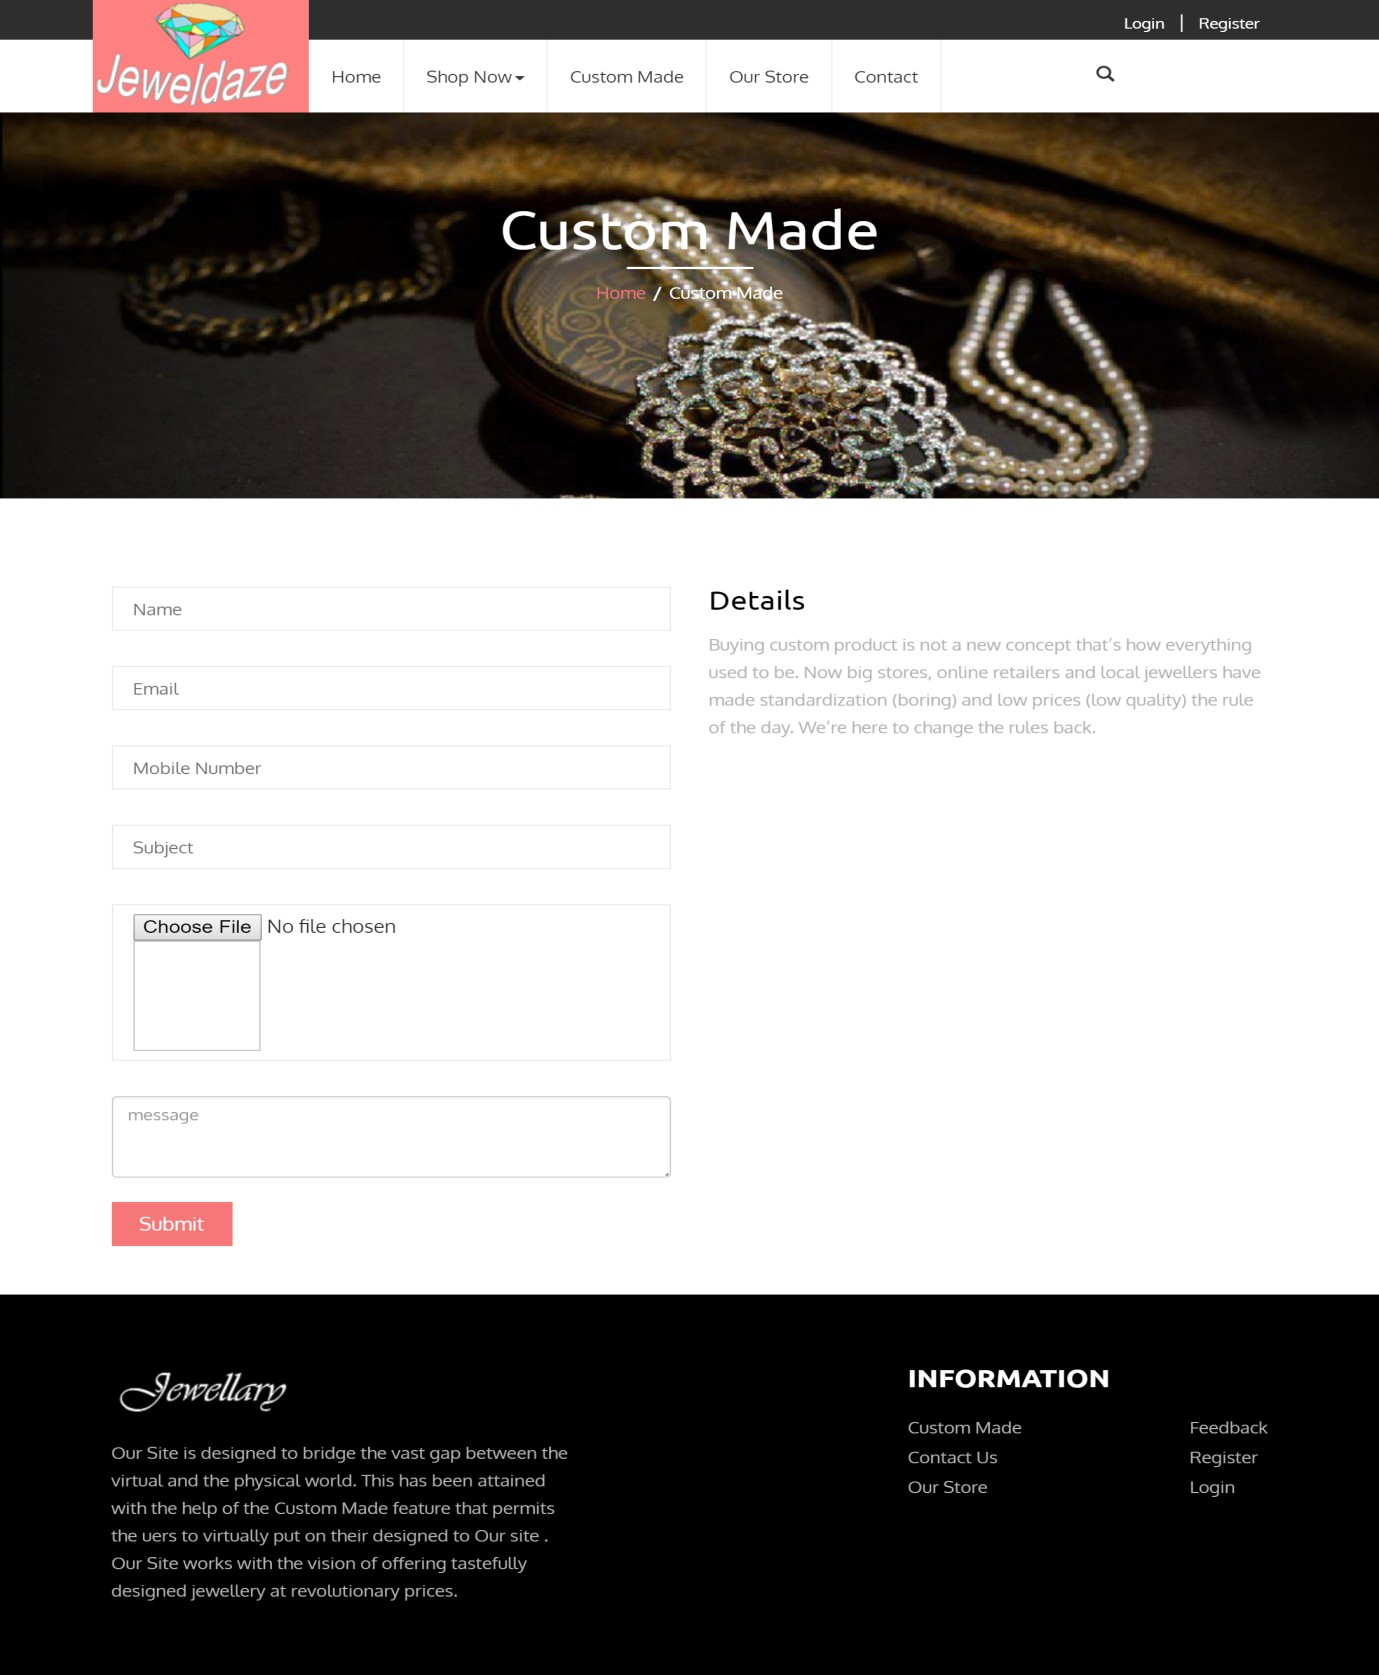 Login | Register
Jeweldaze
Home
Shop Now
Custom Made
Our Store
Contact
Custom Made
Home / Custom Made
Name
Email
Mobile Number
Subject
Choose File No file chosen
message
Submit
Details
Buying custom product is not a new concept that's how everything
used to be. Now big stores, online retailers and local jewellers have
made standardization (boring) and low prices (low quality) the rule
of the day. We're here to change the rules back.
Jewellary
Our Site is designed to bridge the vast gap between the
virtual and the physical world. This has been attained
with the help of the Custom Made feature that permits
the uers to virtually put on their designed to Our site .
Our Site works with the vision of offering tastefully
designed jewellery at revolutionary prices.
INFORMATION
Custom Made
Contact Us
Our Store
Feedback
Register
Login